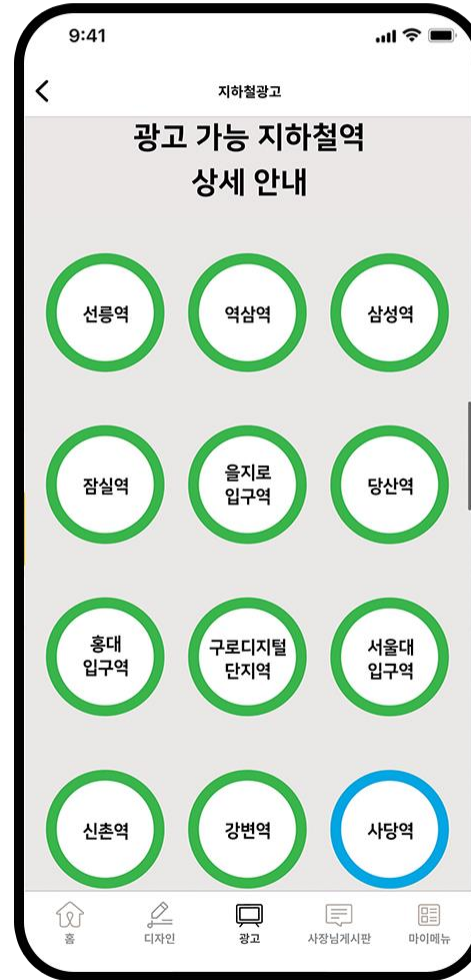 9:41
지하철광고
광고 가능 지하철역
상세 안내
선릉역
역삼역
삼성역
잠실역
을지로
입구역
당산역
홍대
입구역
구로디지털
단지역
서울대
입구역
신촌역
강변역
사당역
홈
디자인
광고
사장님게시판
마이메뉴